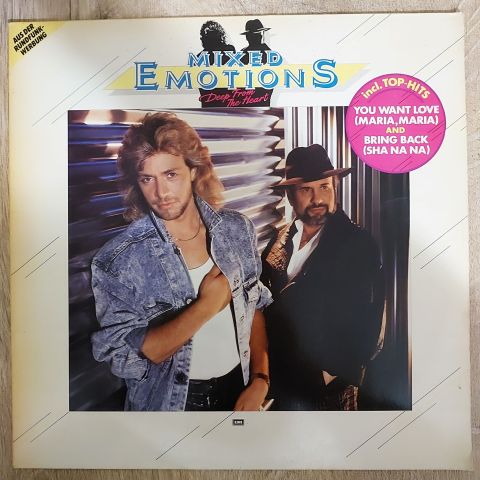 AUS DER
RUNDFUNK-
WERBUNG
MIXED
EMOTIONS
Deep From
The Heart
incl. TOP-HITS
YOU WANT LOVE
(MARIA, MARIA)
AND
BRING BACK
(SHA NA NA)
EMI